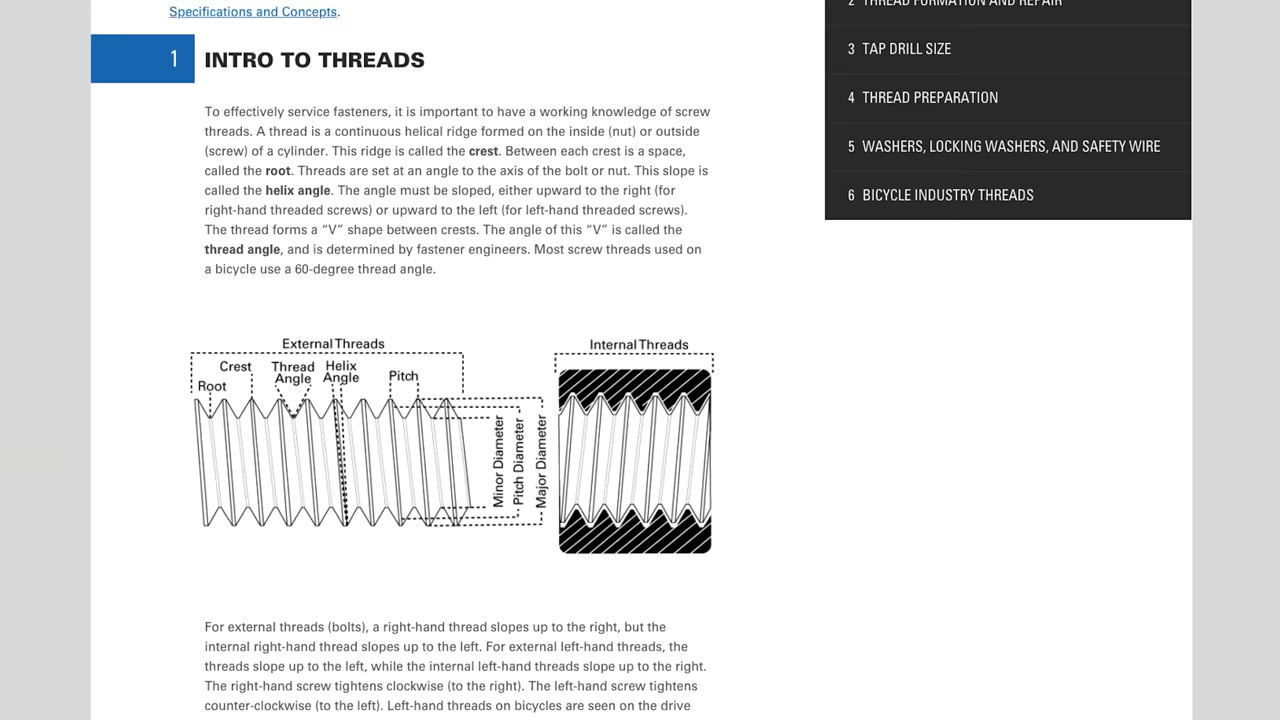 Specifications and Concepts.
2 THREAD FORMATION AND REPAIR
3 TAP DRILL SIZE
4 THREAD PREPARATION
5 WASHERS, LOCKING WASHERS, AND SAFETY WIRE
6 BICYCLE INDUSTRY THREADS
1 INTRO TO THREADS
To effectively service fasteners, it is important to have a working knowledge of screw
threads. A thread is a continuous helical ridge formed on the inside (nut) or outside
(screw) of a cylinder. This ridge is called the crest. Between each crest is a space,
called the root. Threads are set at an angle to the axis of the bolt or nut. This slope is
called the helix angle. The angle must be sloped, either upward to the right (for
right-hand threaded screws) or upward to the left (for left-hand threaded screws).
The thread forms a “V” shape between crests. The angle of this “V” is called the
thread angle, and is determined by fastener engineers. Most screw threads used on
a bicycle use a 60-degree thread angle.
External Threads
Root
Crest
Thread
Angle
Helix
Angle
Pitch
Minor Diameter
Pitch Diameter
Major Diameter
Internal Threads
For external threads (bolts), a right-hand thread slopes up to the right, but the
internal right-hand thread slopes up to the left. For external left-hand threads, the
threads slope up to the left, while the internal left-hand threads slope up to the right.
The right-hand screw tightens clockwise (to the right). The left-hand screw tightens
counter-clockwise (to the left). Left-hand threads on bicycles are seen on the drive